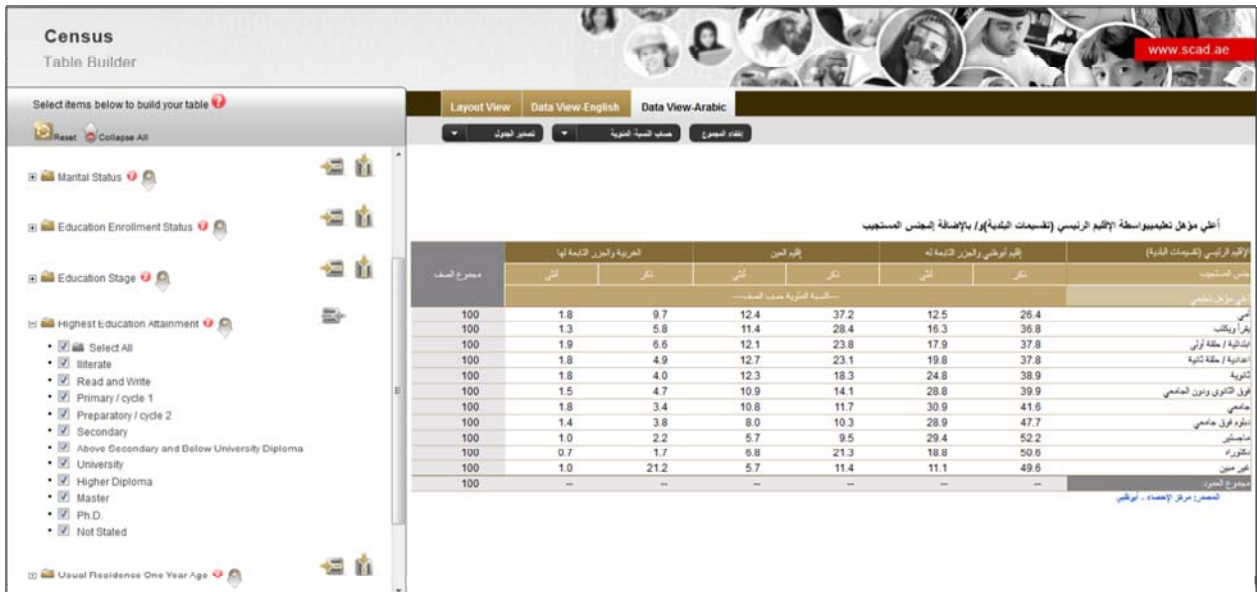 Census
Table Builder
www.scad.ae
Select items below to build your table ?
Reset Collapse All
Marital Status ?
Education Enrollment Status ?
Education Stage ?
Highest Education Attainment ?
Select All
Illiterate
Read and Write
Primary / cycle 1
Preparatory / cycle 2
Secondary
Above Secondary and Below University Diploma
University
Higher Diploma
Master
Ph.D.
Not Stated
Usual Residence One Year Ago ?
Layout View Data View-English Data View-Arabic
إخفاء المجموع حساب النسبة المئوية تصدير الجدول
أعلي مؤهل تعليميبواسطة الإقليم الرئيسي (تقسيمات البلدية)و/ بالإضافة إلىجنس المستجيب
الإقليم الرئيسي (تقسيمات البلدية) إقليم أبوظبي والجزر التابعة له إقليم العين الغربية والجزر التابعة لها مجموع الصف
جنس المستجيب ذكر أنثى ذكر أنثى ذكر أنثى
أعلي مؤهل تعليمي ---النسبة المئوية حسب الصف---
أمي 26.4 12.5 37.2 12.4 9.7 1.8 100
يقرأ ويكتب 36.8 16.3 28.4 11.4 5.8 1.3 100
ابتدائية / حلقة أولى 37.8 17.9 23.8 12.1 6.6 1.9 100
اعدادية / حلقة ثانية 37.8 19.8 23.1 12.7 4.9 1.8 100
ثانوية 38.9 24.8 18.3 12.3 4.0 1.8 100
فوق الثانوي ودون الجامعي 39.9 28.8 14.1 10.9 4.7 1.5 100
جامعي 41.6 30.9 11.7 10.8 3.4 1.8 100
دبلوم فوق جامعي 47.7 28.9 10.3 8.0 3.8 1.4 100
ماجستير 52.2 29.4 9.5 5.7 2.2 1.0 100
دكتوراه 50.6 18.8 21.3 6.8 1.7 0.7 100
غير مبين 49.6 11.1 11.4 5.7 21.2 1.0 100
مجموع العمود -- -- -- -- -- -- 100
المصدر: مركز الإحصاء - أبوظبي